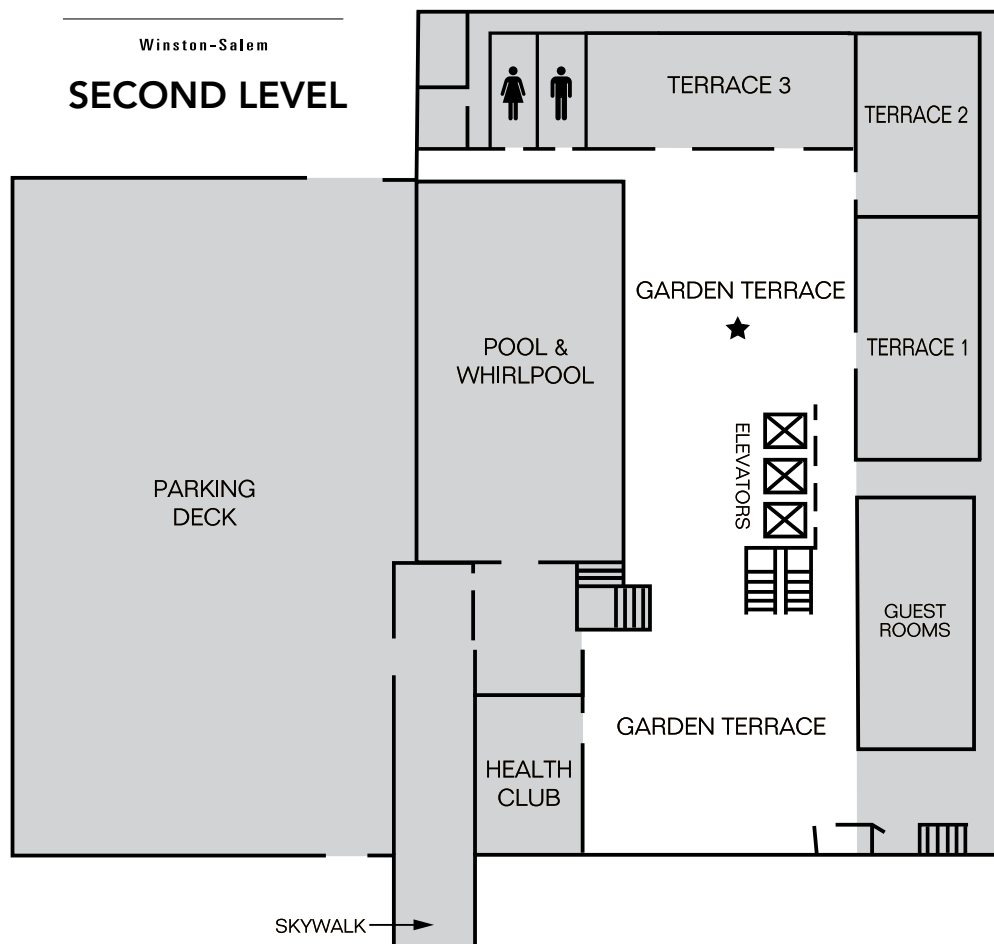 Winston-Salem
SECOND LEVEL
TERRACE 3
TERRACE 2
GARDEN TERRACE
TERRACE 1
POOL &
WHIRLPOOL
ELEVATORS
PARKING
DECK
GUEST
ROOMS
GARDEN TERRACE
HEALTH
CLUB
SKYWALK